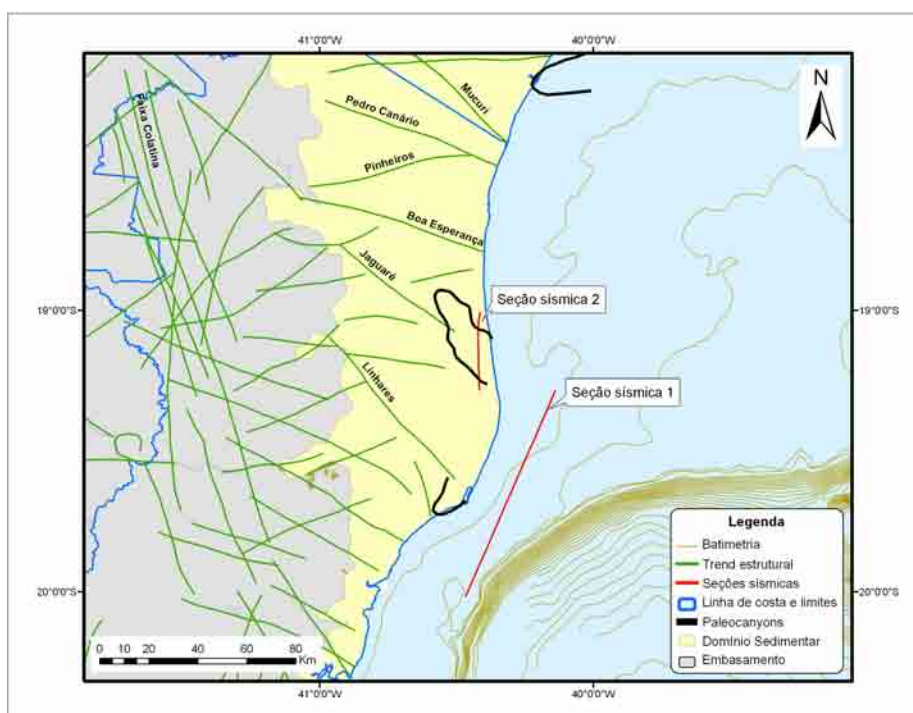 41°0'0"W
40°0'0"W
N
Mucuri
Pedro Canário
Faixa Colatina
Pinheiros
Boa Esperança
Jaguaré
19°0'0"S
19°0'0"S
Seção sísmica 2
Linhares
Seção sísmica 1
Legenda
Batimetria
Trend estrutural
Seções sísmicas
Linha de costa e limites
Paleocanyons
Domínio Sedimentar
Embasamento
20°0'0"S
20°0'0"S
0 5 10 20 40 60 80
Km
41°0'0"W
40°0'0"W